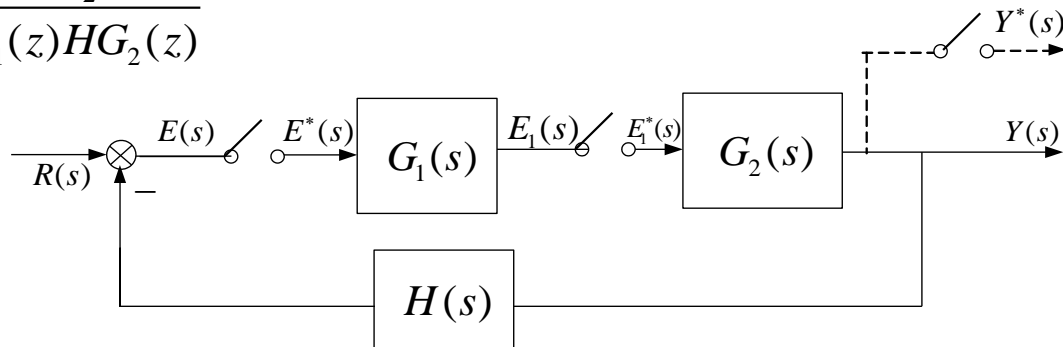 (z)HG₂(z)
Y*(s)
E(s)
E*(s)
E₁(s)
E₁*(s)
G₁(s)
G₂(s)
Y(s)
R(s)
−
H(s)